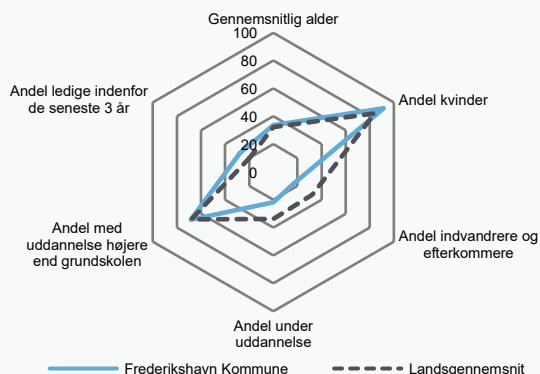 Gennemsnitlig alder
100
80
60
40
20
0
Andel kvinder
Andel indvandrere og
efterkommere
Andel under
uddannelse
Andel med
uddannelse højere
end grundskolen
Andel ledige indenfor
de seneste 3 år
Frederikshavn Kommune
Landsgennemsnit